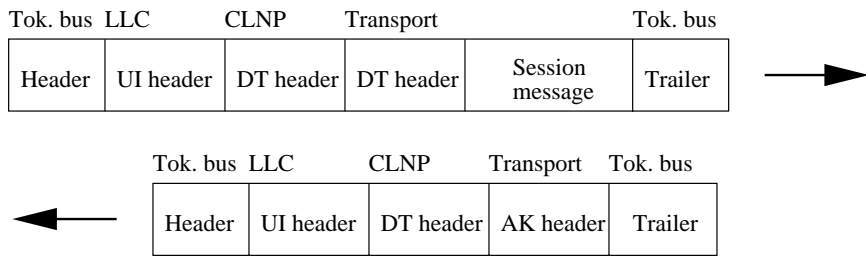 Tok. bus LLC CLNP Transport Tok. bus
Header UI header DT header DT header Session message Trailer
Tok. bus LLC CLNP Transport Tok. bus
Header UI header DT header AK header Trailer